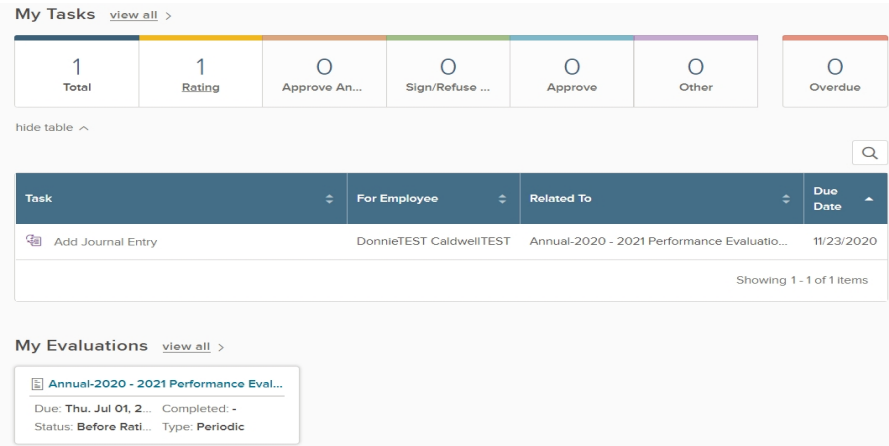 My Tasks view all >
1 1 0 0 0 0 0
Total Rating Approve An... Sign/Refuse ... Approve Other Overdue
hide table
Task For Employee Related To Due Date
Add Journal Entry DonnieTEST CaldwellTEST Annual-2020 - 2021 Performance Evaluatio... 11/23/2020
Showing 1 - 1 of 1 items
My Evaluations view all >
Annual-2020 - 2021 Performance Eval...
Due: Thu. Jul 01, 2... Completed: -
Status: Before Rati... Type: Periodic